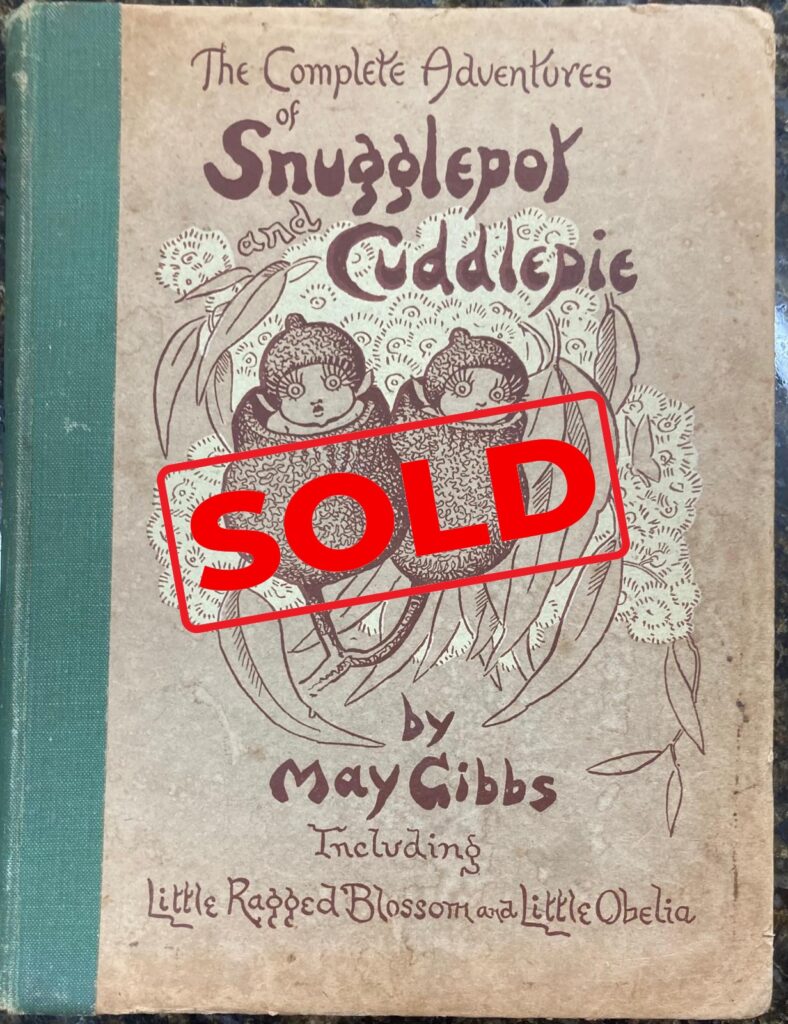 The Complete Adventures
of
Snugglepot
and
Cuddlepie
SOLD
by
May Gibbs
Including
Little Ragged Blossom and Little Obelia